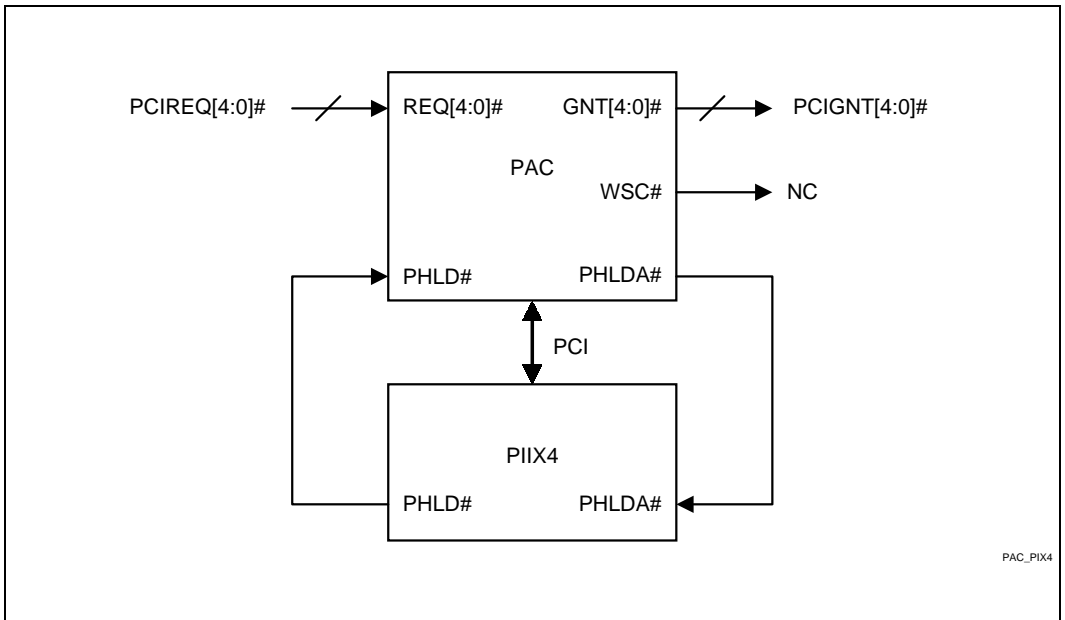 PCIREQ[4:0]# REQ[4:0]# GNT[4:0]# PCIGNT[4:0]#
PAC
WSC# NC
PHLD# PHLDA#
PCI
PIIX4
PHLD# PHLDA#
PAC_PIX4